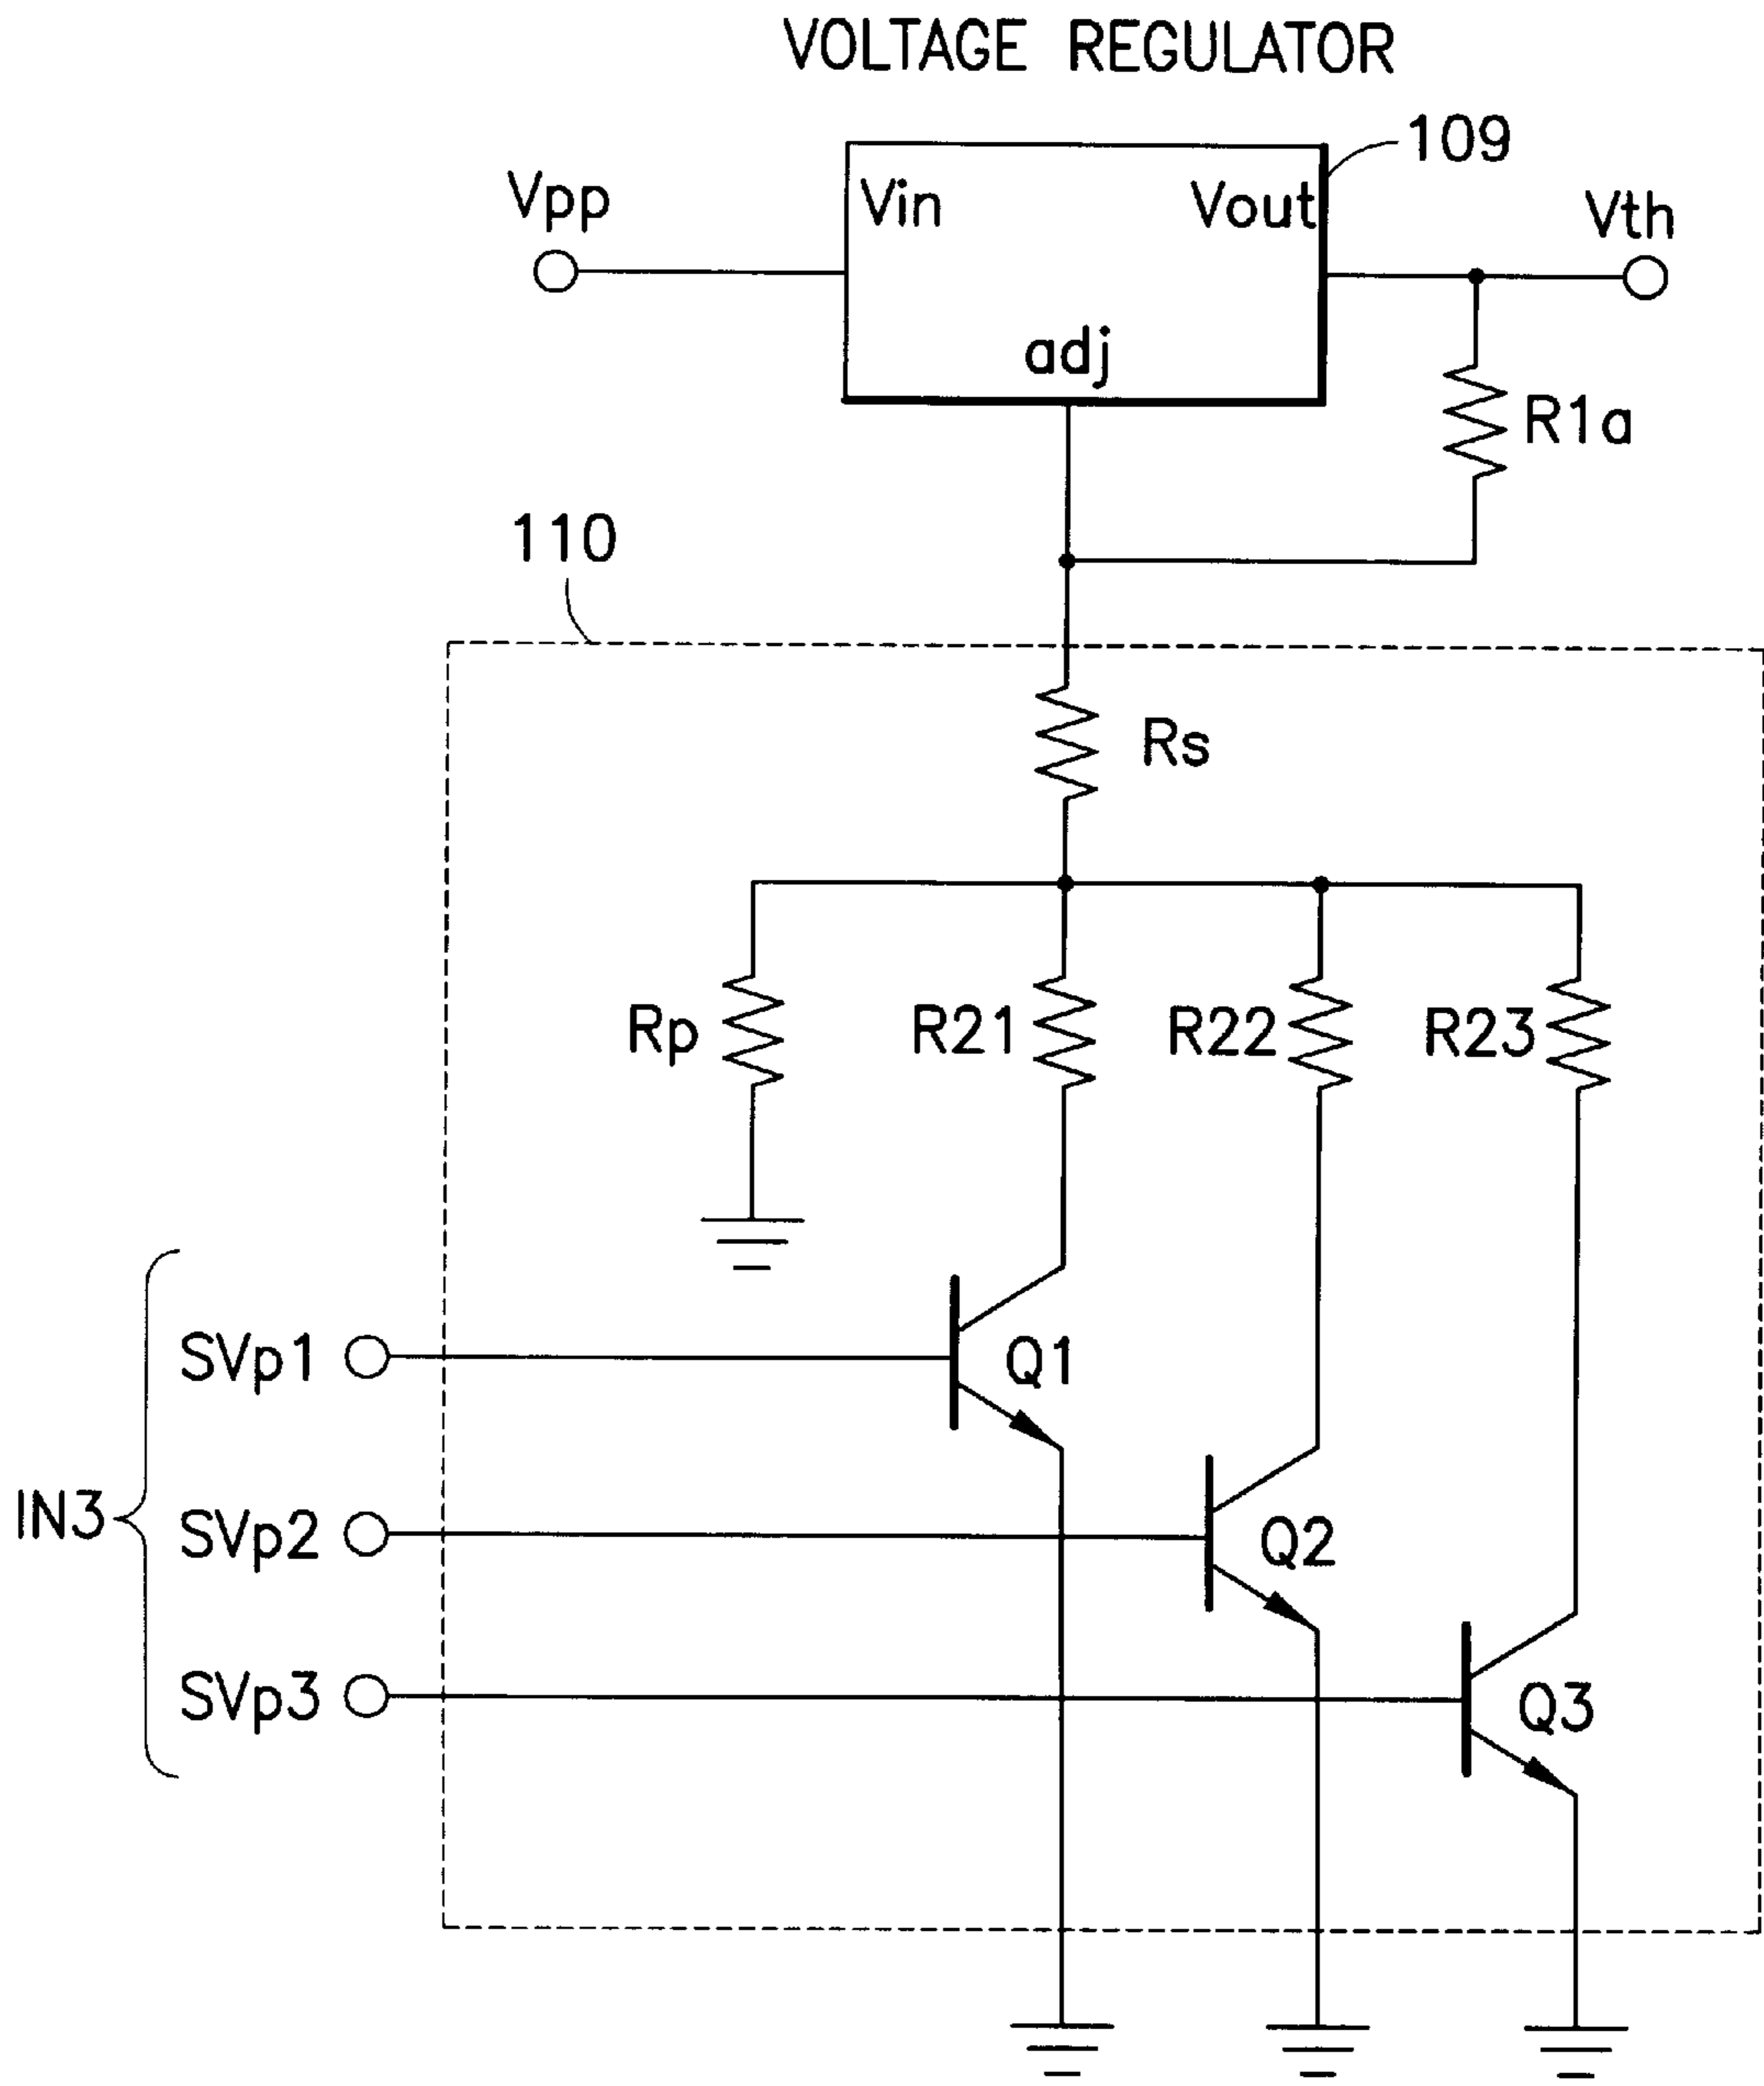 VOLTAGE REGULATOR
109
Vpp
Vin
Vout
Vth
adj
R1a
110
Rs
Rp
R21
R22
R23
SVp1
Q1
IN3
SVp2
Q2
SVp3
Q3